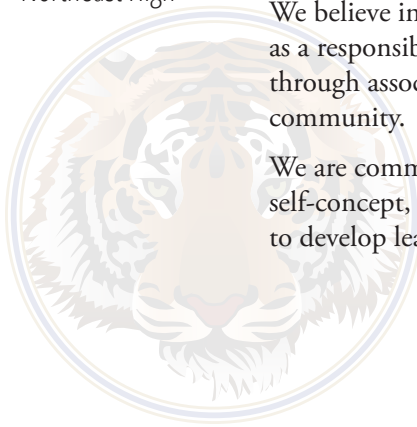 Northeast High
We believe in
as a responsib
through assoc
community.
We are comm
self-concept,
to develop lea